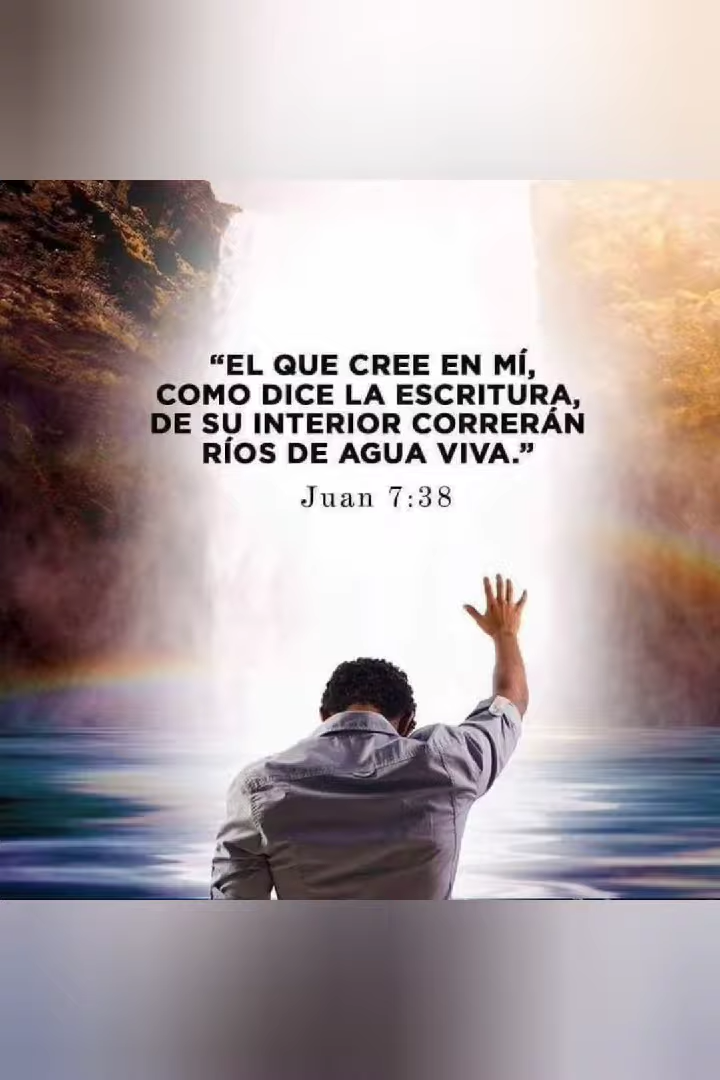 “EL QUE CREE EN MÍ,
COMO DICE LA ESCRITURA,
DE SU INTERIOR CORRERÁN
RÍOS DE AGUA VIVA.”
Juan 7:38